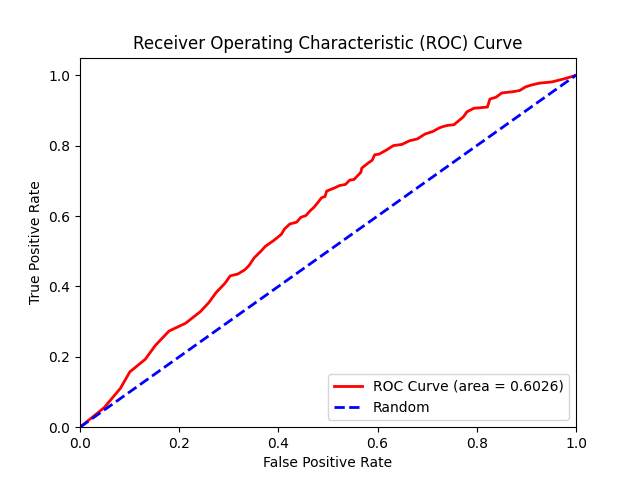 Receiver Operating Characteristic (ROC) Curve
1.0
0.8
0.6
0.4
0.2
0.0
True Positive Rate
ROC Curve (area = 0.6026)
Random
0.0 0.2 0.4 0.6 0.8 1.0
False Positive Rate